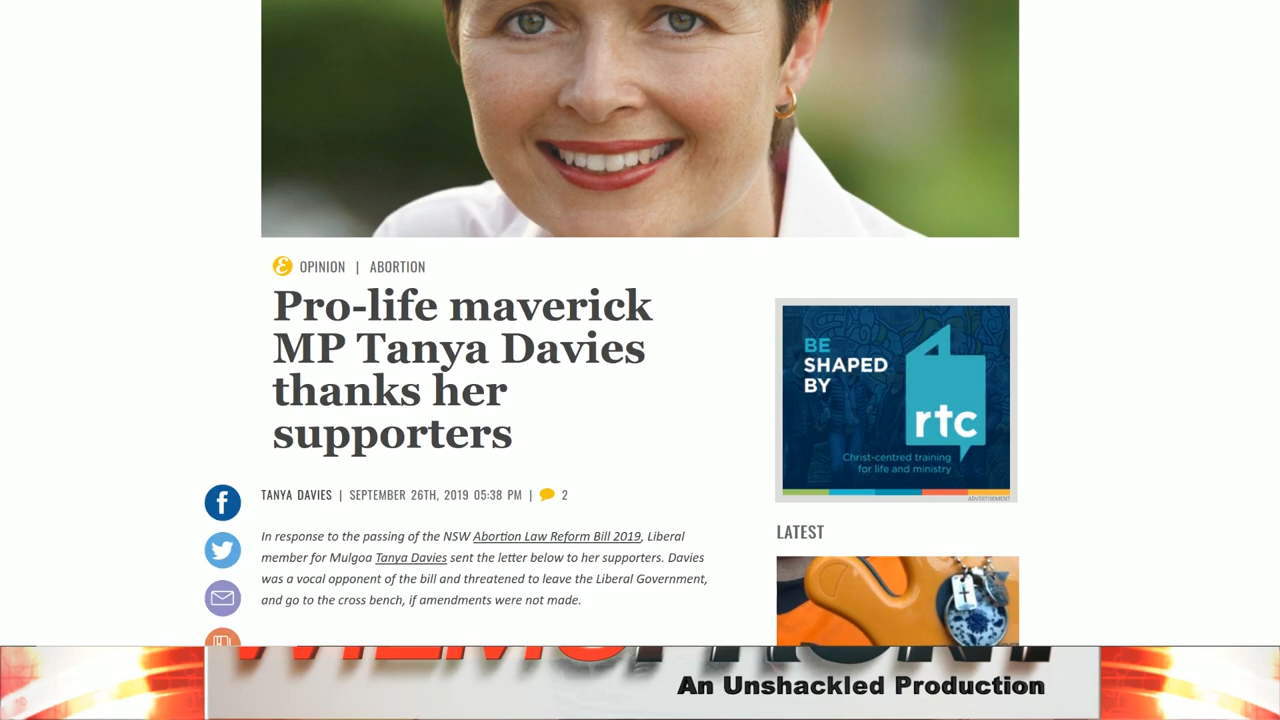 OPINION | ABORTION
Pro-life maverick
MP Tanya Davies
thanks her
supporters
TANYA DAVIES | SEPTEMBER 26TH, 2019 05:38 PM | 2
In response to the passing of the NSW Abortion Law Reform Bill 2019, Liberal
member for Mulgoa Tanya Davies sent the letter below to her supporters. Davies
was a vocal opponent of the bill and threatened to leave the Liberal Government,
and go to the cross bench, if amendments were not made.
BE
SHAPED
BY
rtc
Christ-centred training
for life and ministry
ADVERTISEMENT
LATEST
An Unshackled Production